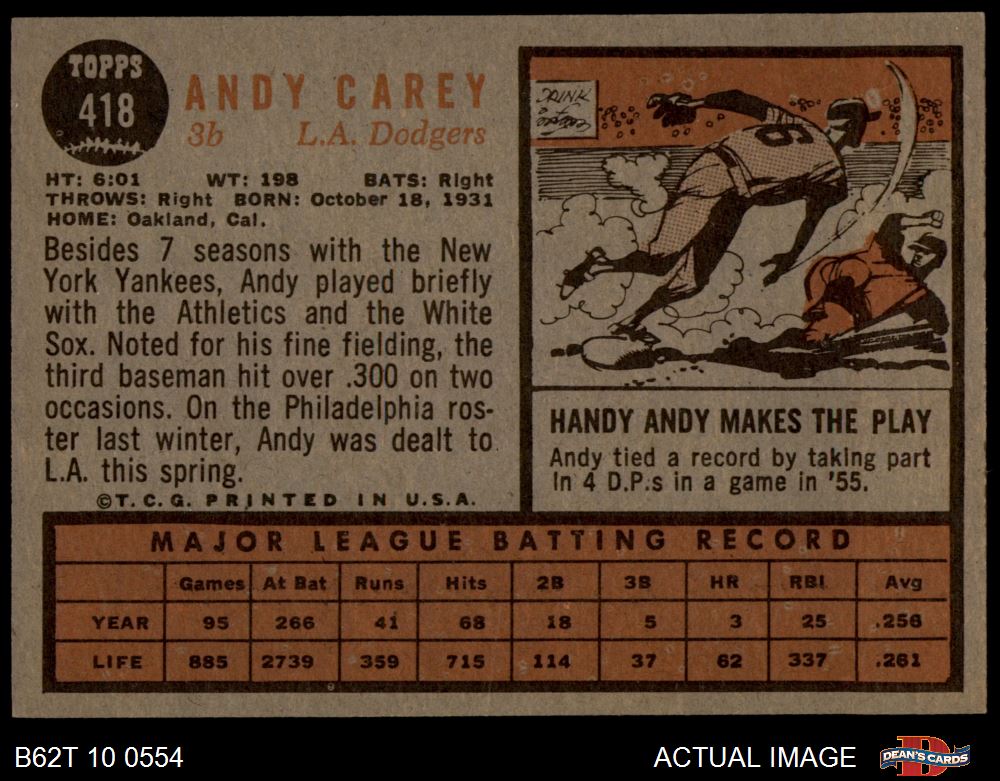 TOPPS
418
ANDY CAREY
3b L.A. Dodgers
HT: 6:01 WT: 198 BATS: Right
THROWS: Right BORN: October 18, 1931
HOME: Oakland, Cal.
Besides 7 seasons with the New
York Yankees, Andy played briefly
with the Athletics and the White
Sox. Noted for his fine fielding, the
third baseman hit over .300 on two
occasions. On the Philadelphia ros-
ter last winter, Andy was dealt to
L.A. this spring.
©T.C.G. PRINTED IN U.S.A.
DRINK
6
HANDY ANDY MAKES THE PLAY
Andy tied a record by taking part
in 4 D.P.s in a game in '55.
MAJOR LEAGUE BATTING RECORD
Games At Bat Runs Hits 2B 3B HR RBI Avg
YEAR 95 266 41 68 18 5 3 25 .256
LIFE 885 2739 359 715 114 37 62 337 .261
B62T 10 0554 ACTUAL IMAGE DEAN'S CARDS